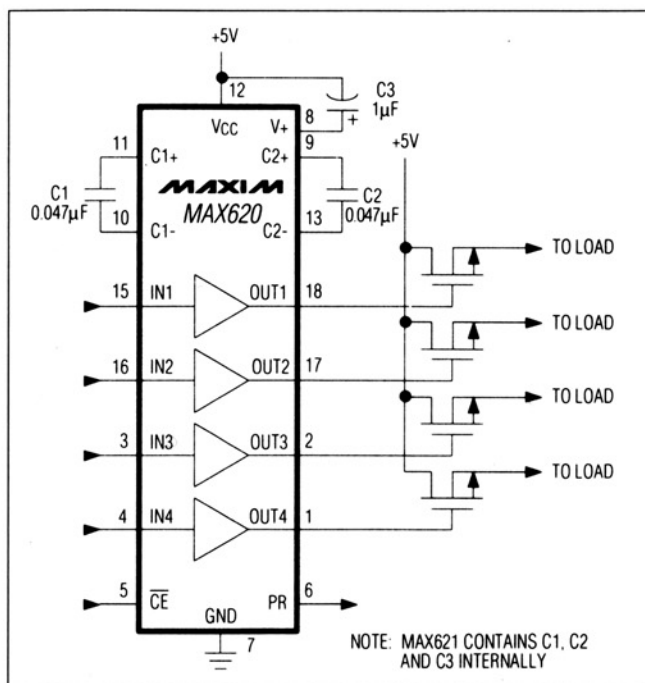 +5V
12
C3
1µF
8
VCC
V+
+
11
9
+5V
C1+
C2+
C1
0.047µF
MAXIM
MAX620
C2
0.047µF
10
13
C1-
C2-
TO LOAD
15
IN1
OUT1
18
TO LOAD
16
IN2
OUT2
17
TO LOAD
3
IN3
OUT3
2
TO LOAD
4
IN4
OUT4
1
5
CE
PR
6
GND
7
NOTE: MAX621 CONTAINS C1, C2
AND C3 INTERNALLY